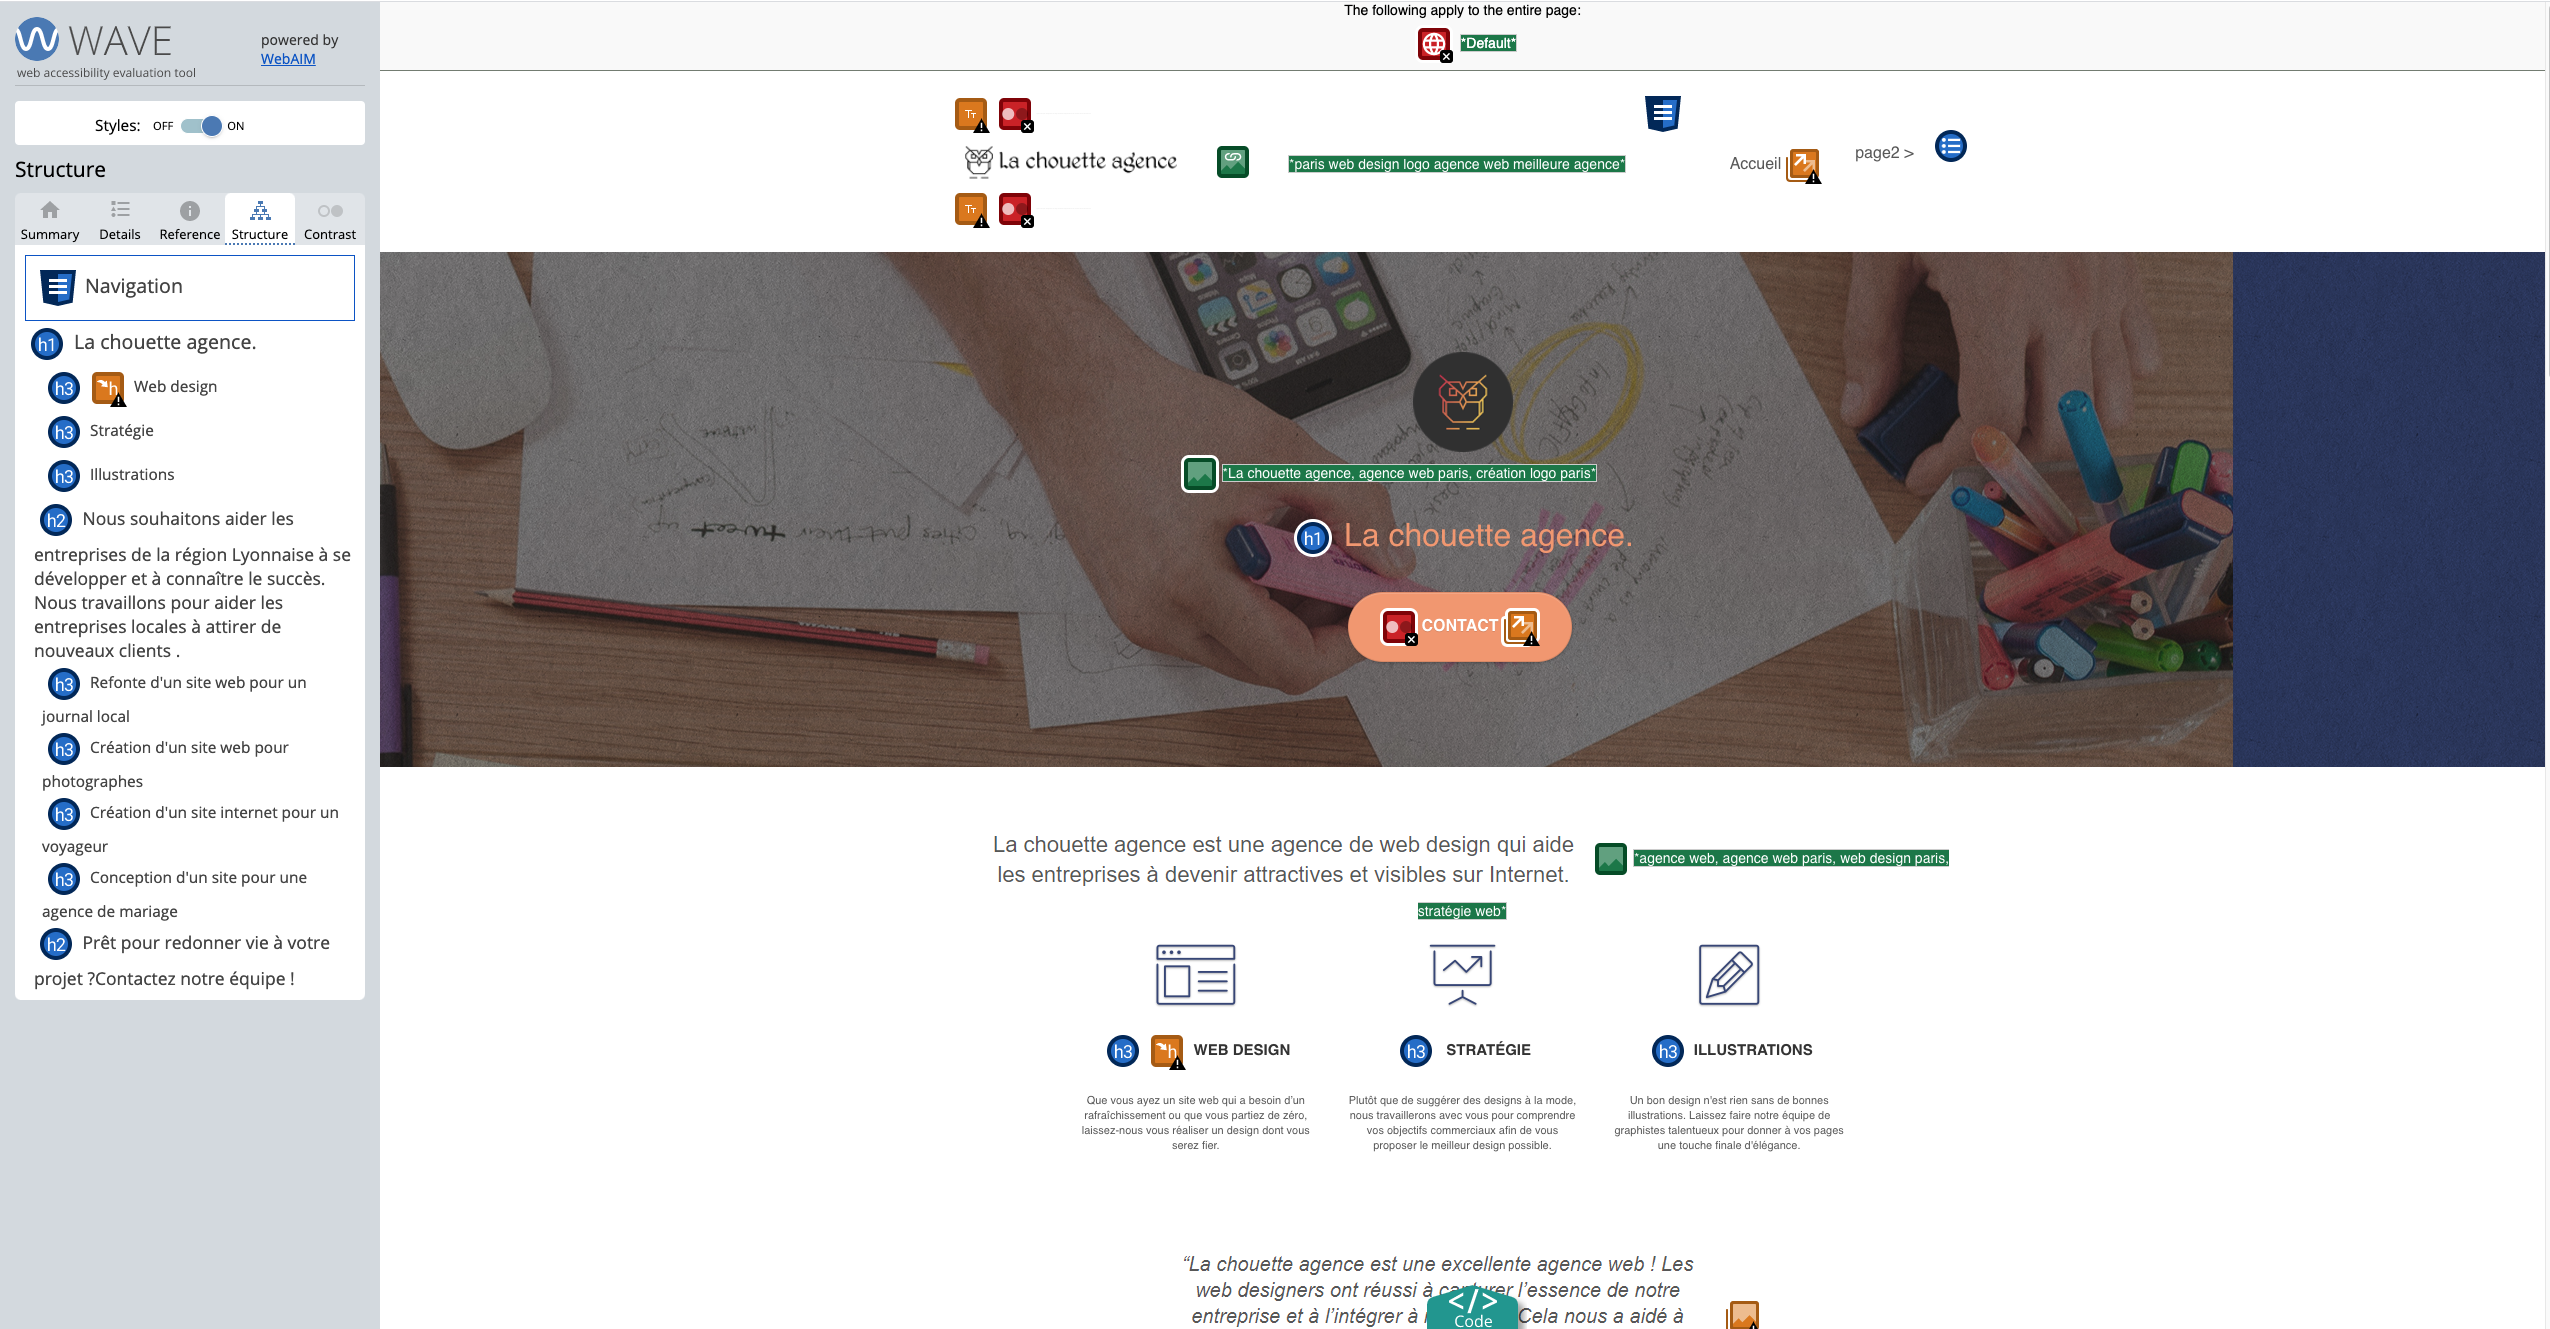 WAVE
powered by
WebAIM
web accessibility evaluation tool
Styles: OFF ON
Structure
Summary Details Reference Structure Contrast
Navigation
h1 La chouette agence.
h3 h Web design
h3 Stratégie
h3 Illustrations
h2 Nous souhaitons aider les
entreprises de la région Lyonnaise à se
développer et à connaître le succès.
Nous travaillons pour aider les
entreprises locales à attirer de
nouveaux clients .
h3 Refonte d'un site web pour un
journal local
h3 Création d'un site web pour
photographes
h3 Création d'un site internet pour un
voyageur
h3 Conception d'un site pour une
agence de mariage
h2 Prêt pour redonner vie à votre
projet ?Contactez notre équipe !
The following apply to the entire page:
*Default*
La chouette agence
*paris web design logo agence web meilleure agence*
Accueil
page2 >
*La chouette agence, agence web paris, création logo paris*
h1 La chouette agence.
CONTACT
La chouette agence est une agence de web design qui aide
les entreprises à devenir attractives et visibles sur Internet.
*agence web, agence web paris, web design paris,
stratégie web*
h3 h WEB DESIGN
Que vous ayez un site web qui a besoin d'un
rafraîchissement ou que vous partiez de zéro,
laissez-nous vous réaliser un design dont vous
serez fier.
h3 STRATÉGIE
Plutôt que de suggérer des designs à la mode,
nous travaillerons avec vous pour comprendre
vos objectifs commerciaux afin de vous
proposer le meilleur design possible.
h3 ILLUSTRATIONS
Un bon design n'est rien sans de bonnes
illustrations. Laissez faire notre équipe de
graphistes talentueux pour donner à vos pages
une touche finale d'élégance.
“La chouette agence est une excellente agence web ! Les
web designers ont réussi à l’essence de notre
entreprise et à l’intégrer à Cela nous a aidé à
</>
Code